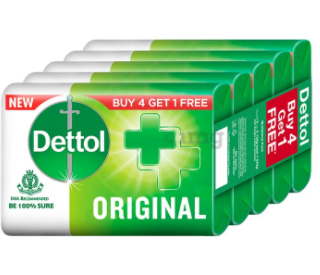 NEW
BUY 4 GET 1 FREE
Dettol
IMA RECOMMENDED
BE 100% SURE
ORIGINAL
Dettol
Buy 4
Get 1
FREE